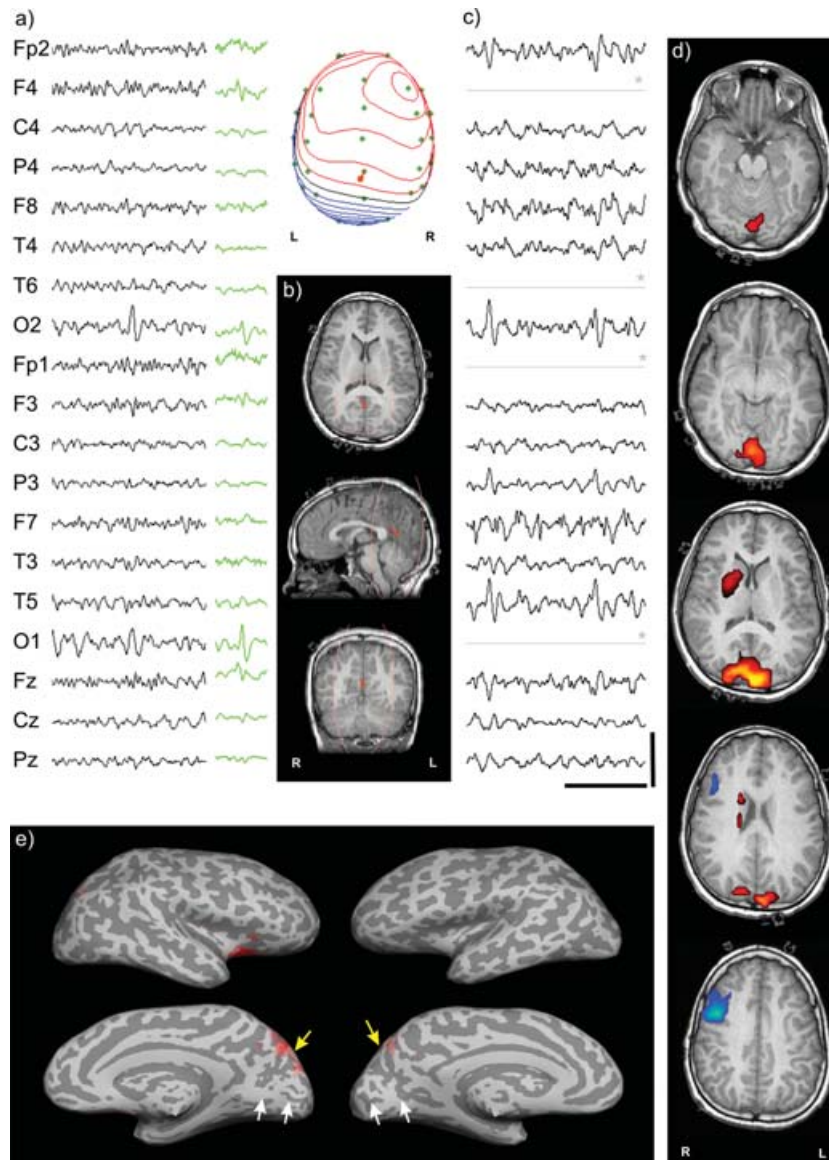 a)
Fp2
F4
C4
P4
F8
T4
T6
O2
Fp1
F3
C3
P3
F7
T3
T5
O1
Fz
Cz
Pz
L R
b)
R L
c)
*
*
*
*
d)
R L
e)